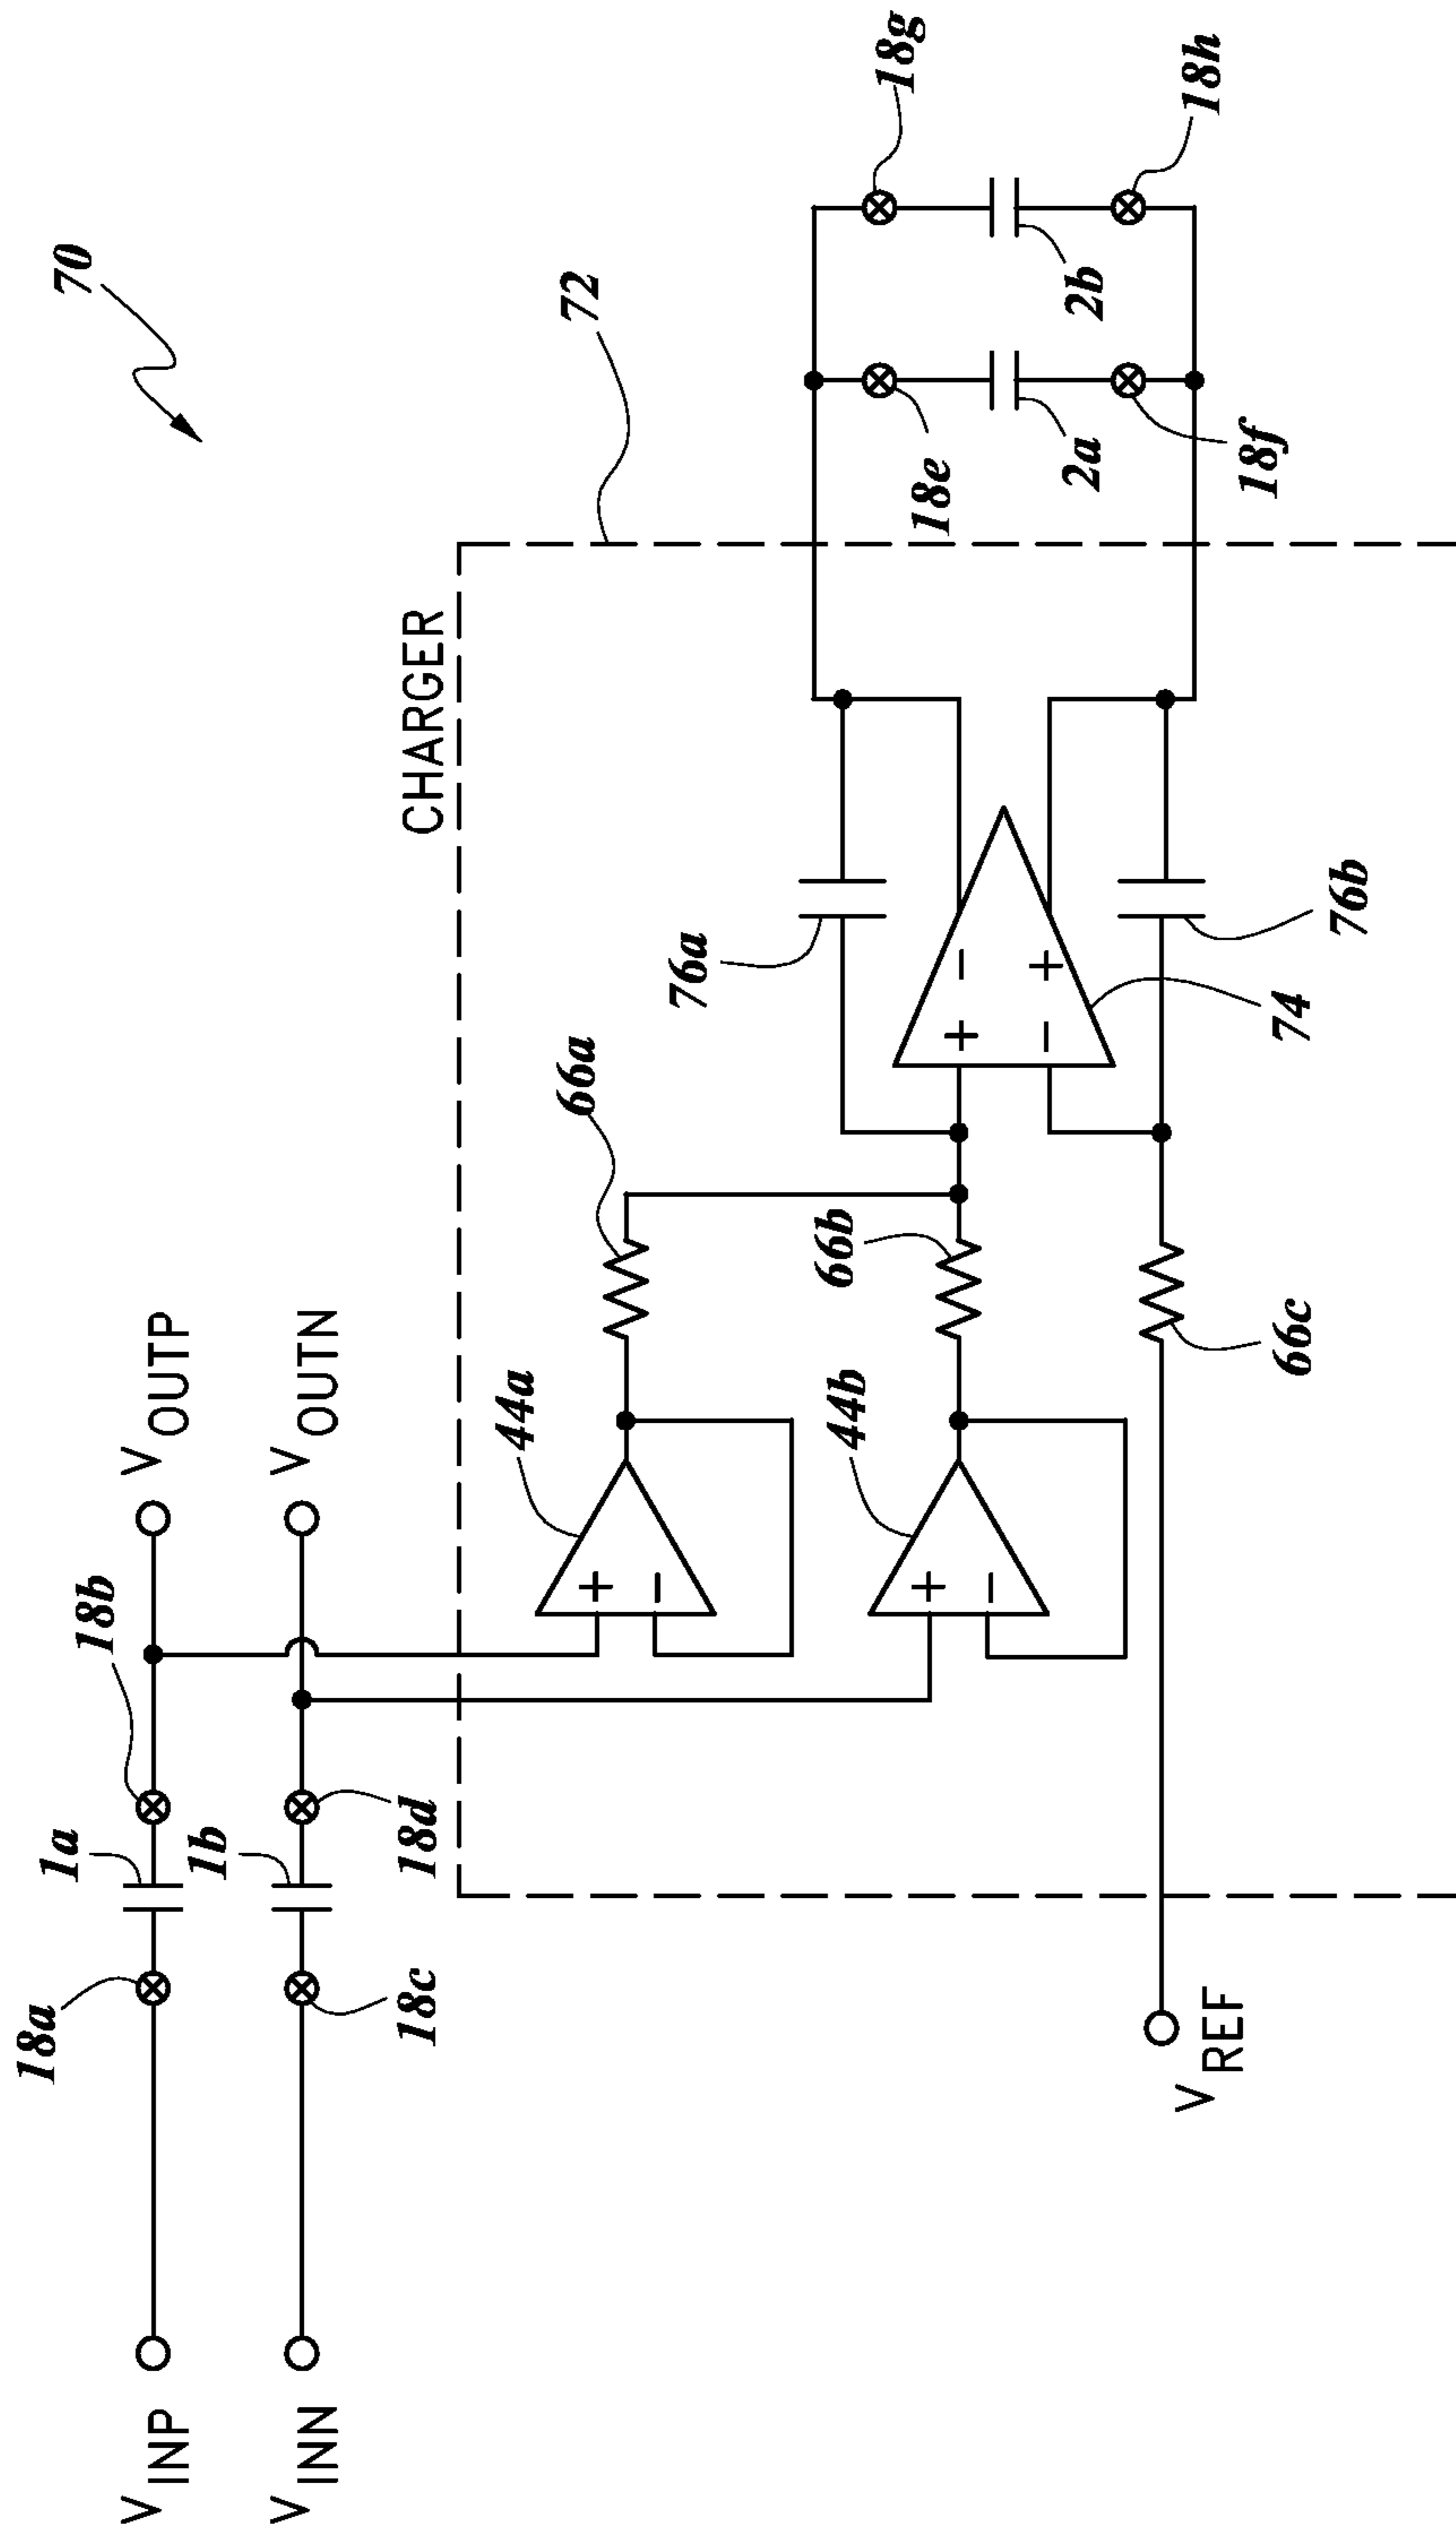 70
18g
18h
72
2b
2a
18e
18f
CHARGER
76a
76b
74
66a
66b
66c
VOUTP
VOUTN
44a
44b
18b
18d
1a
1b
18a
18c
VREF
VINP
VINN
+
−
+
−
+
−
−
+